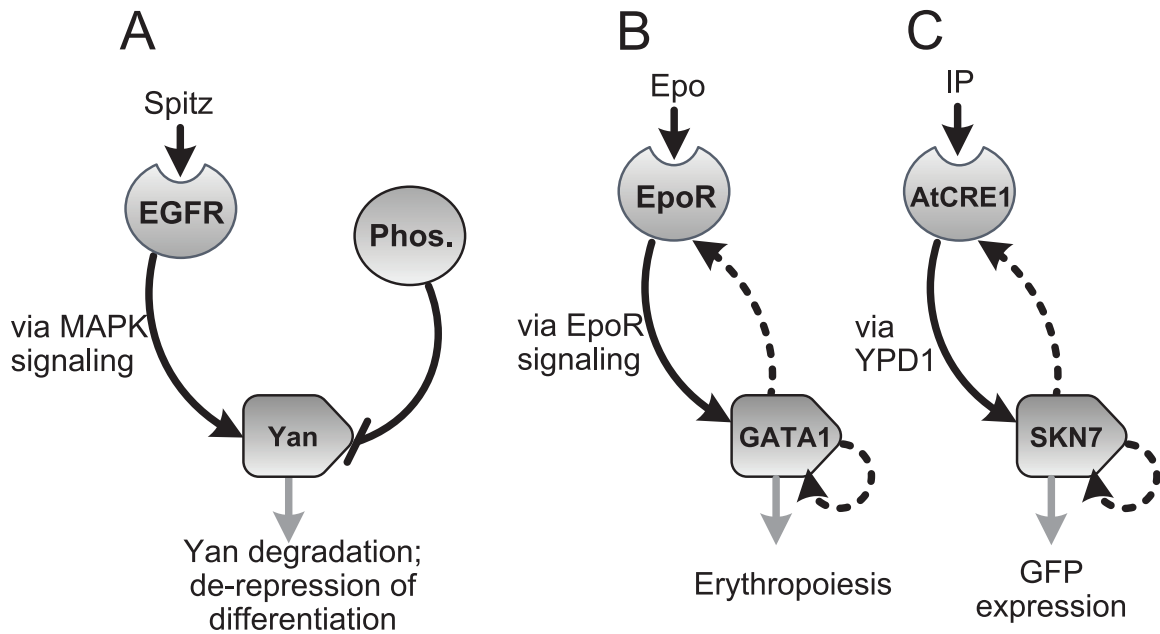 A
Spitz
EGFR
Phos.
via MAPK
signaling
Yan
Yan degradation;
de-repression of
differentiation
B
Epo
EpoR
via EpoR
signaling
GATA1
Erythropoiesis
C
IP
AtCRE1
via
YPD1
SKN7
GFP
expression